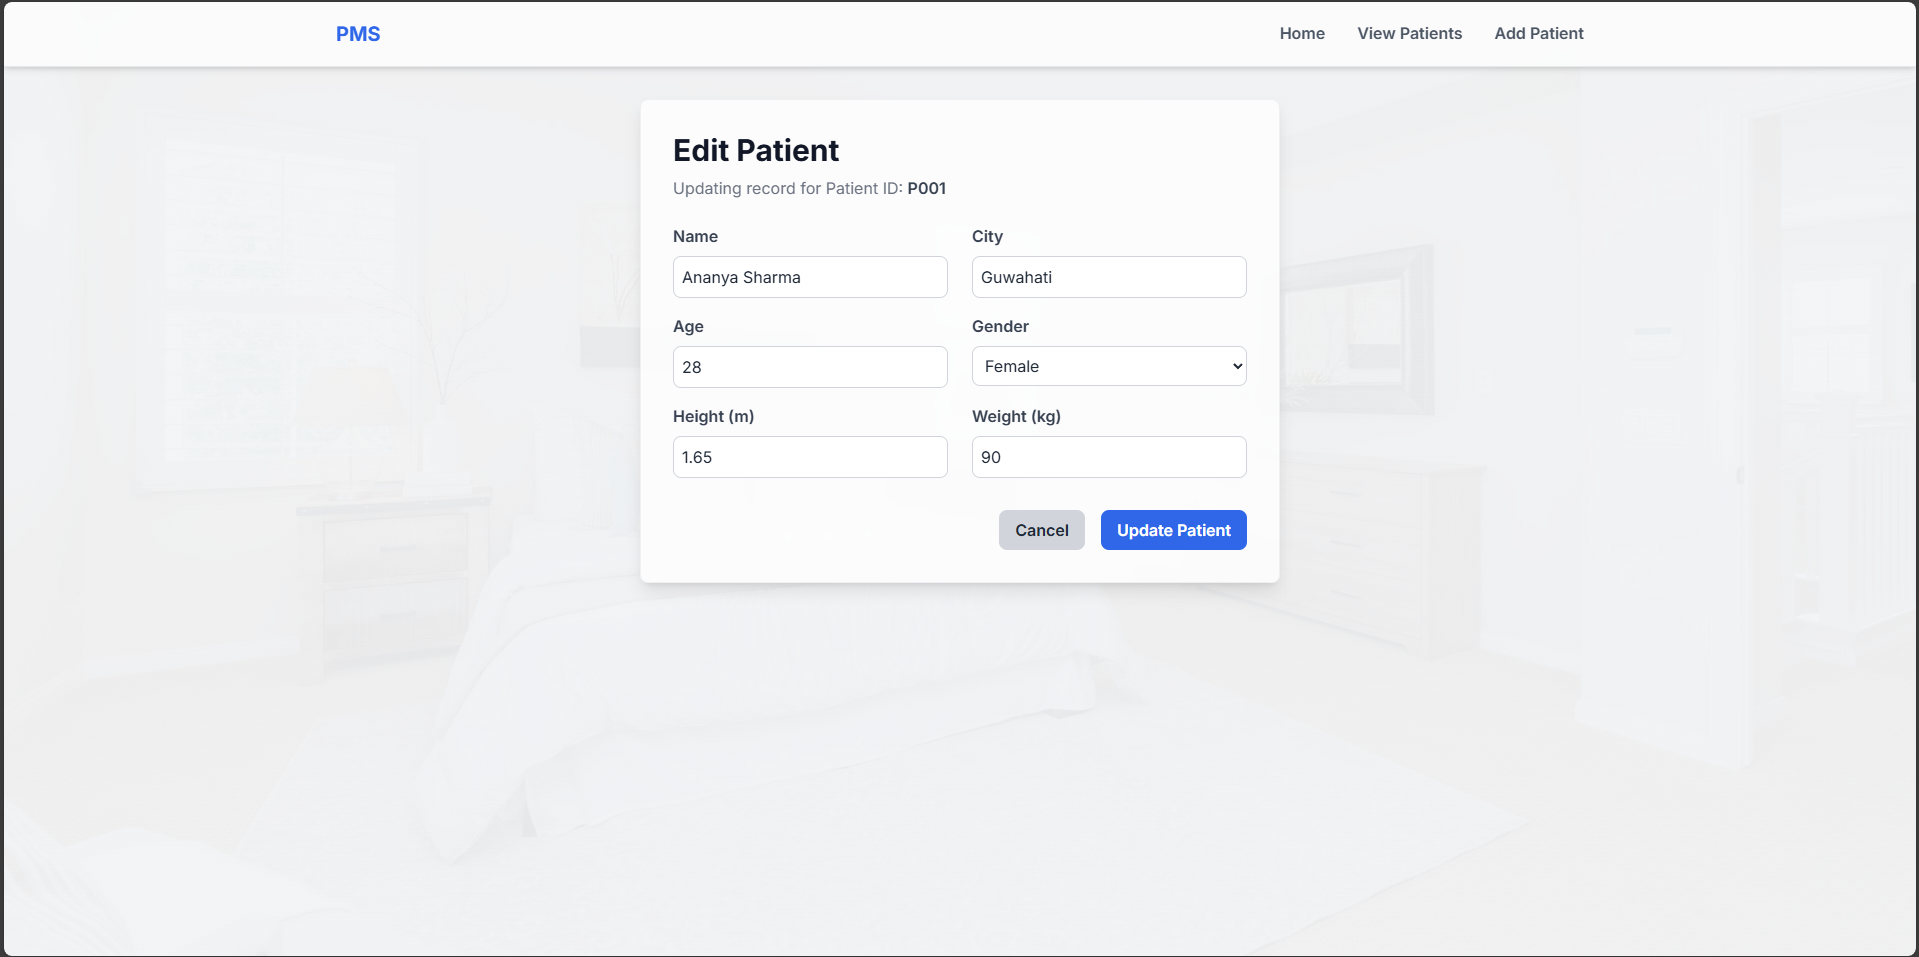 PMS
Home View Patients Add Patient
Edit Patient
Updating record for Patient ID: P001
Name City
Ananya Sharma Guwahati
Age Gender
28 Female
Height (m) Weight (kg)
1.65 90
Cancel Update Patient